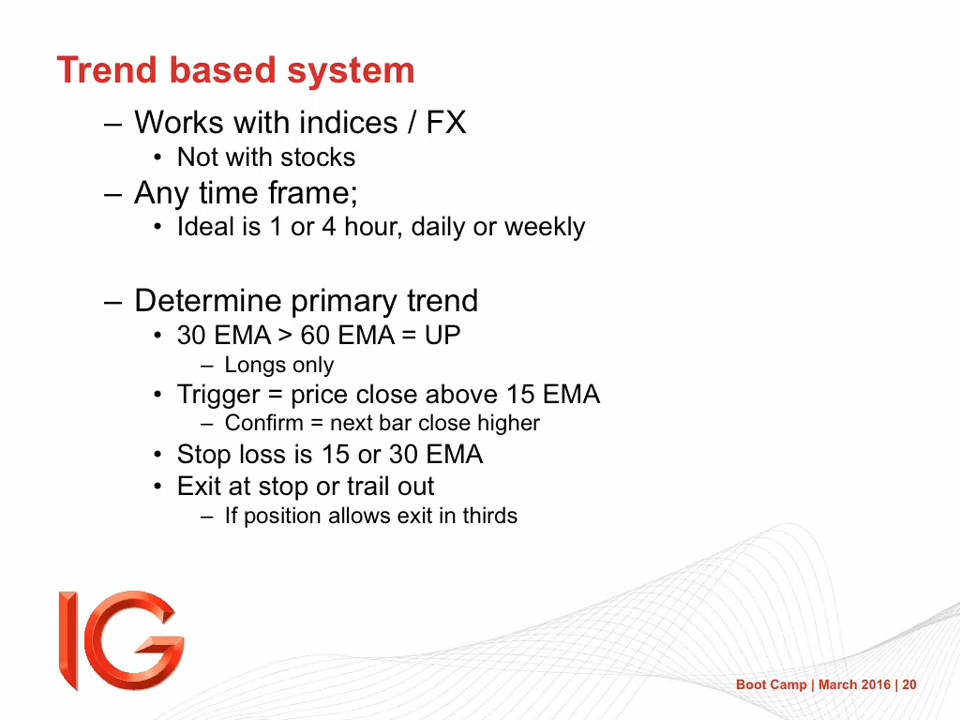 Trend based system
– Works with indices / FX
• Not with stocks
– Any time frame;
• Ideal is 1 or 4 hour, daily or weekly
– Determine primary trend
• 30 EMA > 60 EMA = UP
– Longs only
• Trigger = price close above 15 EMA
– Confirm = next bar close higher
• Stop loss is 15 or 30 EMA
• Exit at stop or trail out
– If position allows exit in thirds
IG
Boot Camp | March 2016 | 20